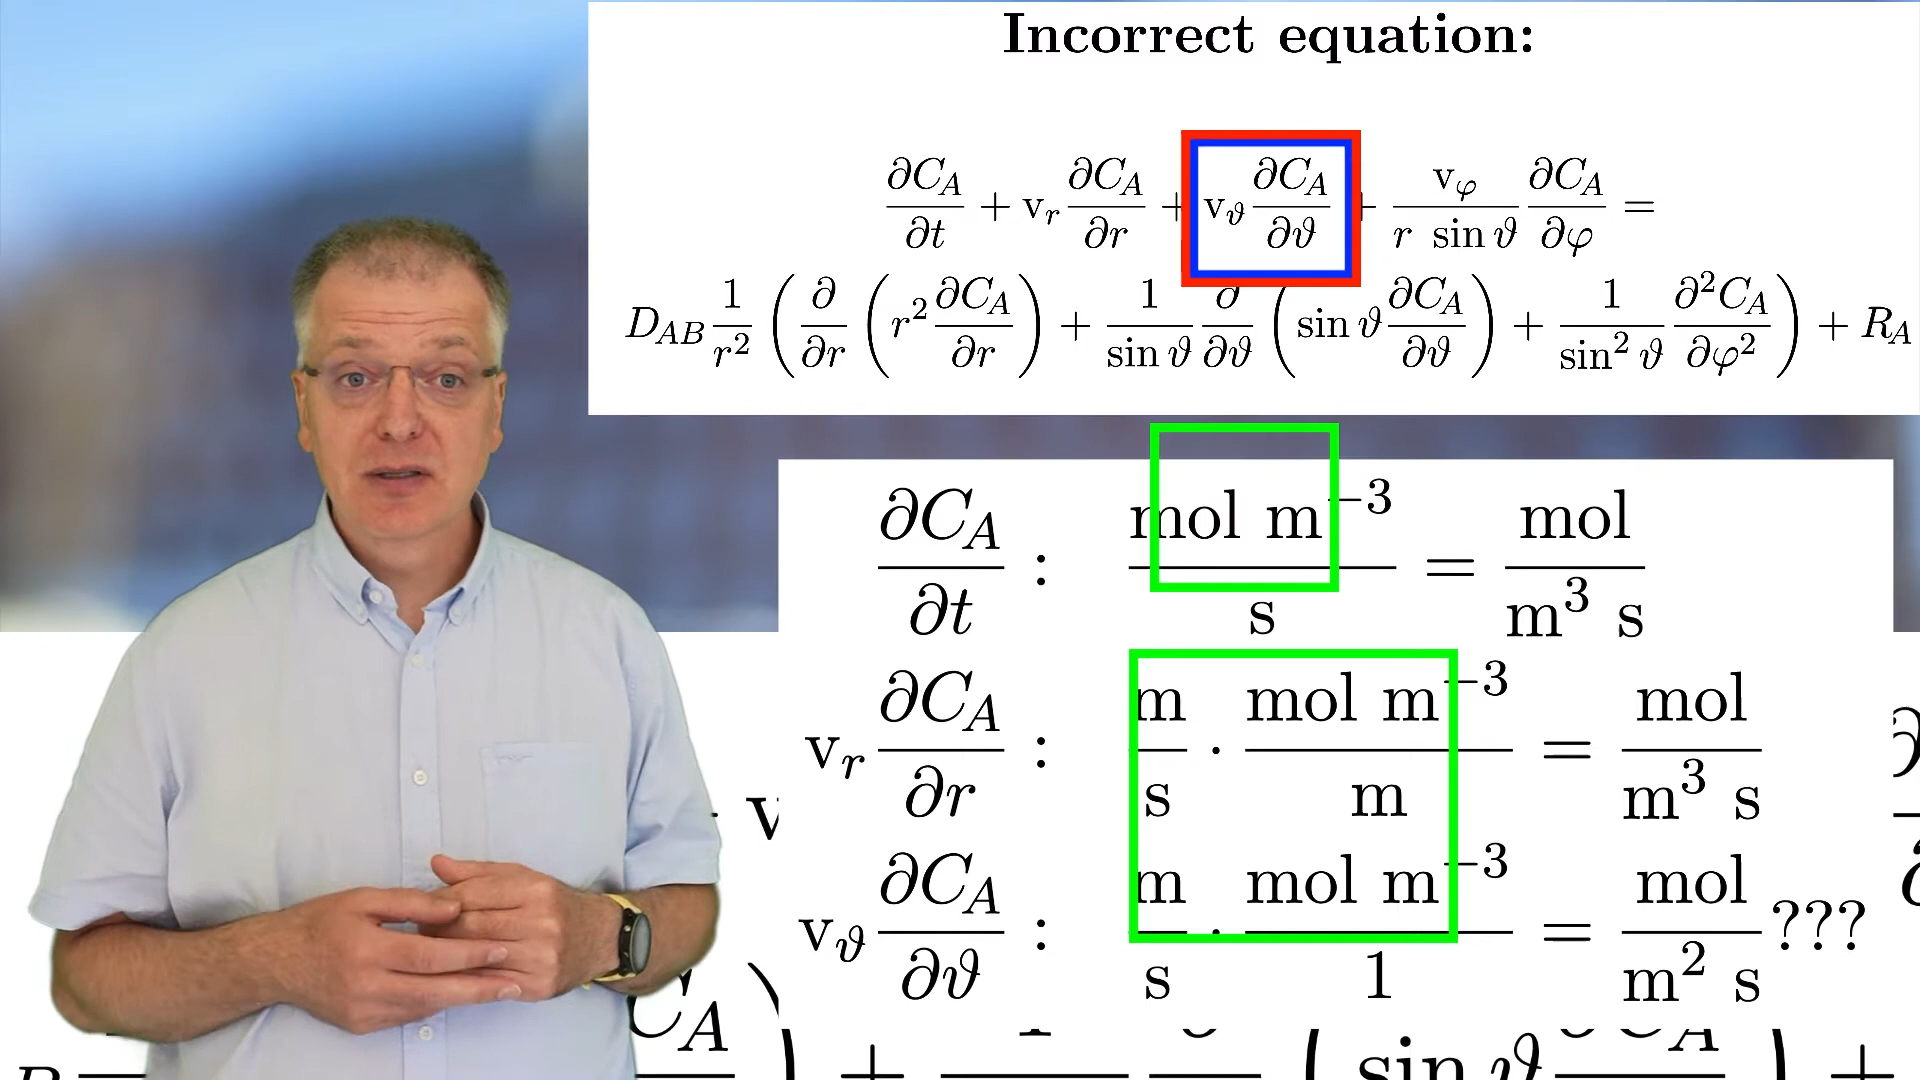 Incorrect equation:
∂C_A/∂t + v_r ∂C_A/∂r + v_ϑ ∂C_A/∂ϑ + v_φ/(r sin ϑ) ∂C_A/∂φ =
D_AB 1/r² (∂/∂r (r² ∂C_A/∂r) + 1/(sin ϑ) ∂/∂ϑ (sin ϑ ∂C_A/∂ϑ) + 1/(sin² ϑ) ∂²C_A/∂φ²) + R_A
∂C_A/∂t : (mol m⁻³)/s = mol/(m³ s)
v_r ∂C_A/∂r : m/s · (mol m⁻³)/m = mol/(m³ s)
v_ϑ ∂C_A/∂ϑ : m/s · (mol m⁻³)/1 = mol/(m² s) ???